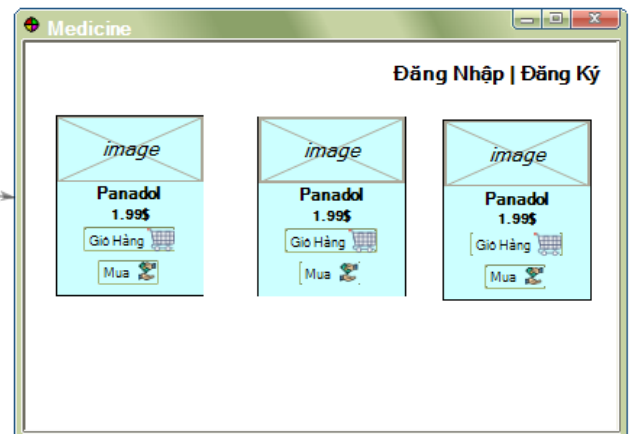 Medicine
Đăng Nhập | Đăng Ký
image
Panadol
1.99$
Giỏ Hàng
Mua
image
Panadol
1.99$
Giỏ Hàng
Mua
image
Panadol
1.99$
Giỏ Hàng
Mua